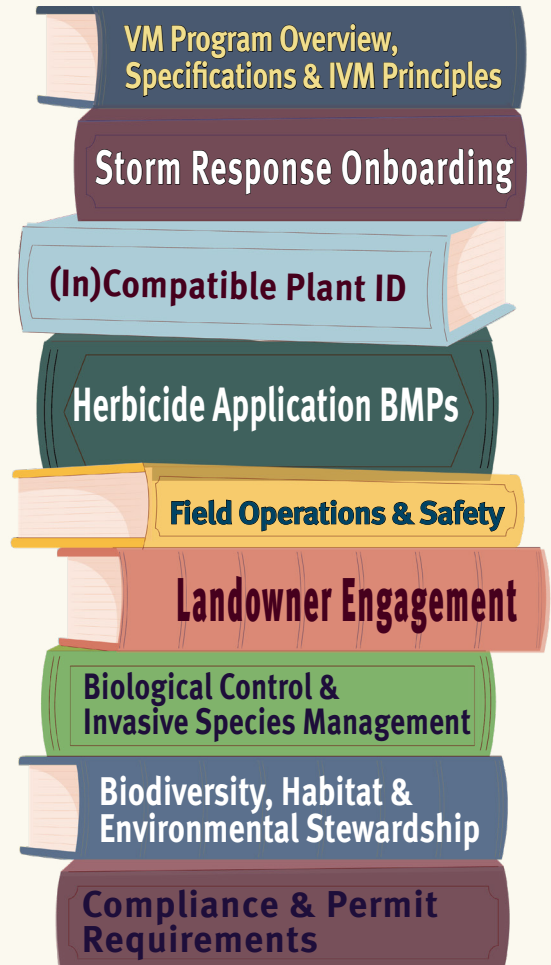 VM Program Overview,
Specifications & IVM Principles
Storm Response Onboarding
(In)Compatible Plant ID
Herbicide Application BMPs
Field Operations & Safety
Landowner Engagement
Biological Control &
Invasive Species Management
Biodiversity, Habitat &
Environmental Stewardship
Compliance & Permit
Requirements